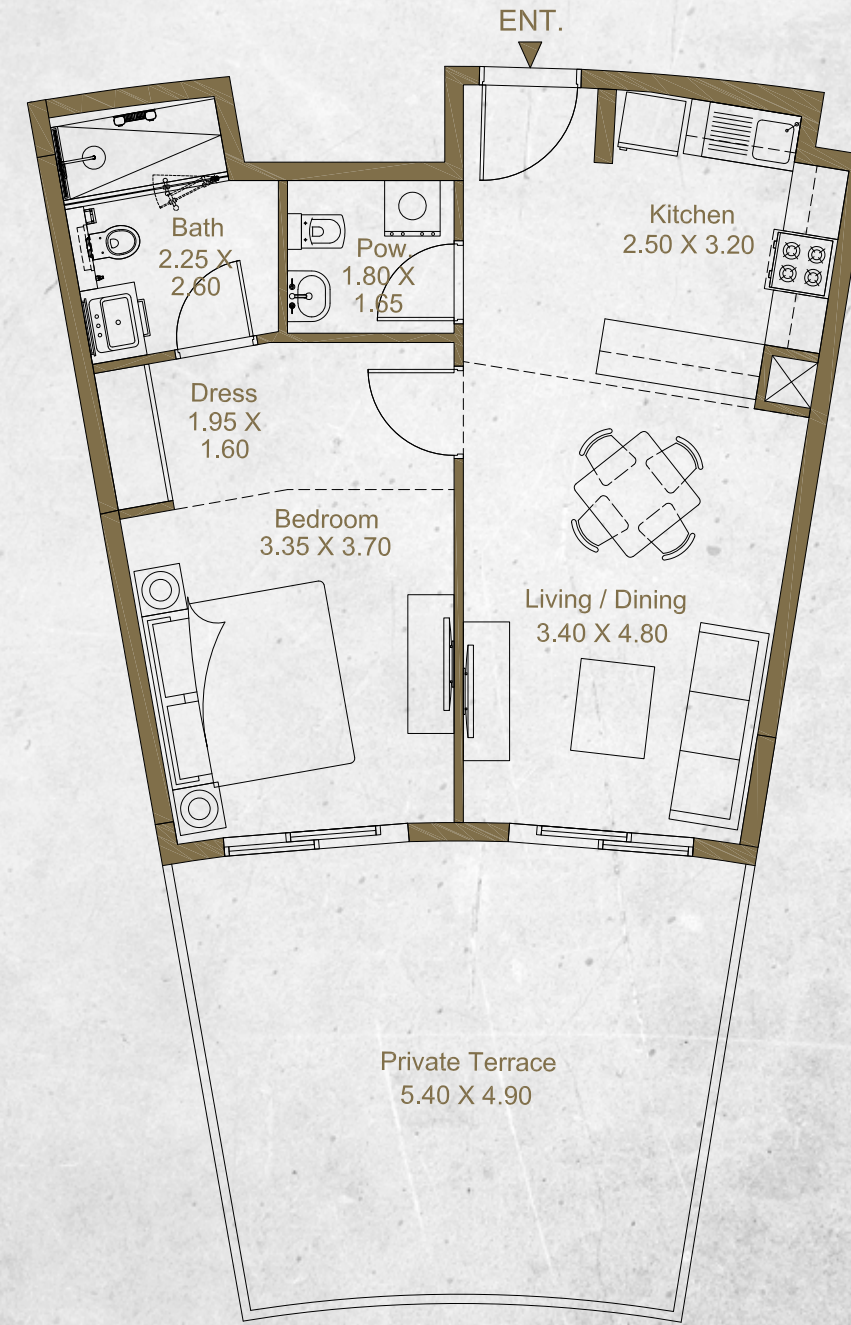 ENT.
Kitchen
2.50 X 3.20
Bath
2.25 X
2.60
Pow.
1.80 X
1.65
Dress
1.95 X
1.60
Bedroom
3.35 X 3.70
Living / Dining
3.40 X 4.80
Private Terrace
5.40 X 4.90